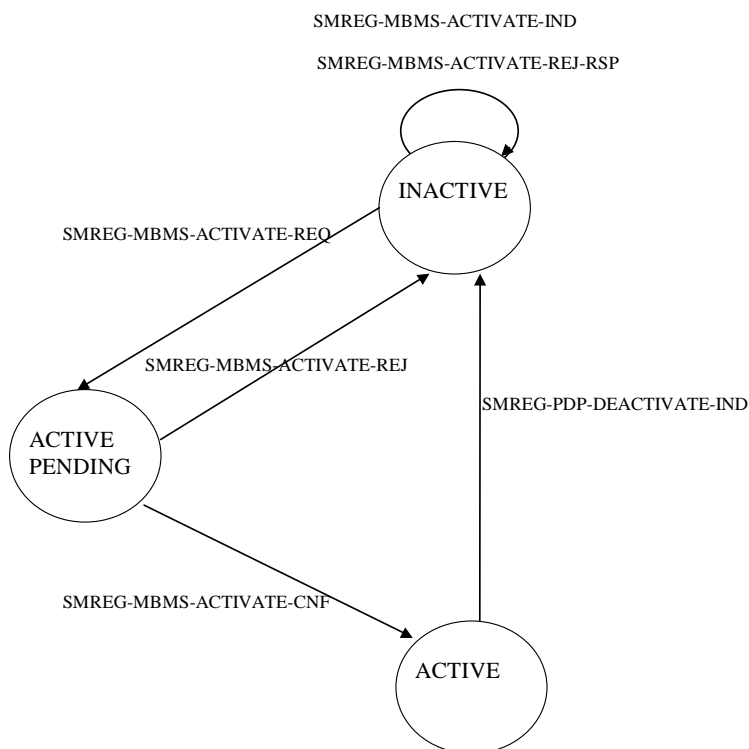 SMREG-MBMS-ACTIVATE-IND
SMREG-MBMS-ACTIVATE-REJ-RSP
INACTIVE
SMREG-MBMS-ACTIVATE-REQ
SMREG-MBMS-ACTIVATE-REJ
SMREG-PDP-DEACTIVATE-IND
ACTIVE
PENDING
SMREG-MBMS-ACTIVATE-CNF
ACTIVE